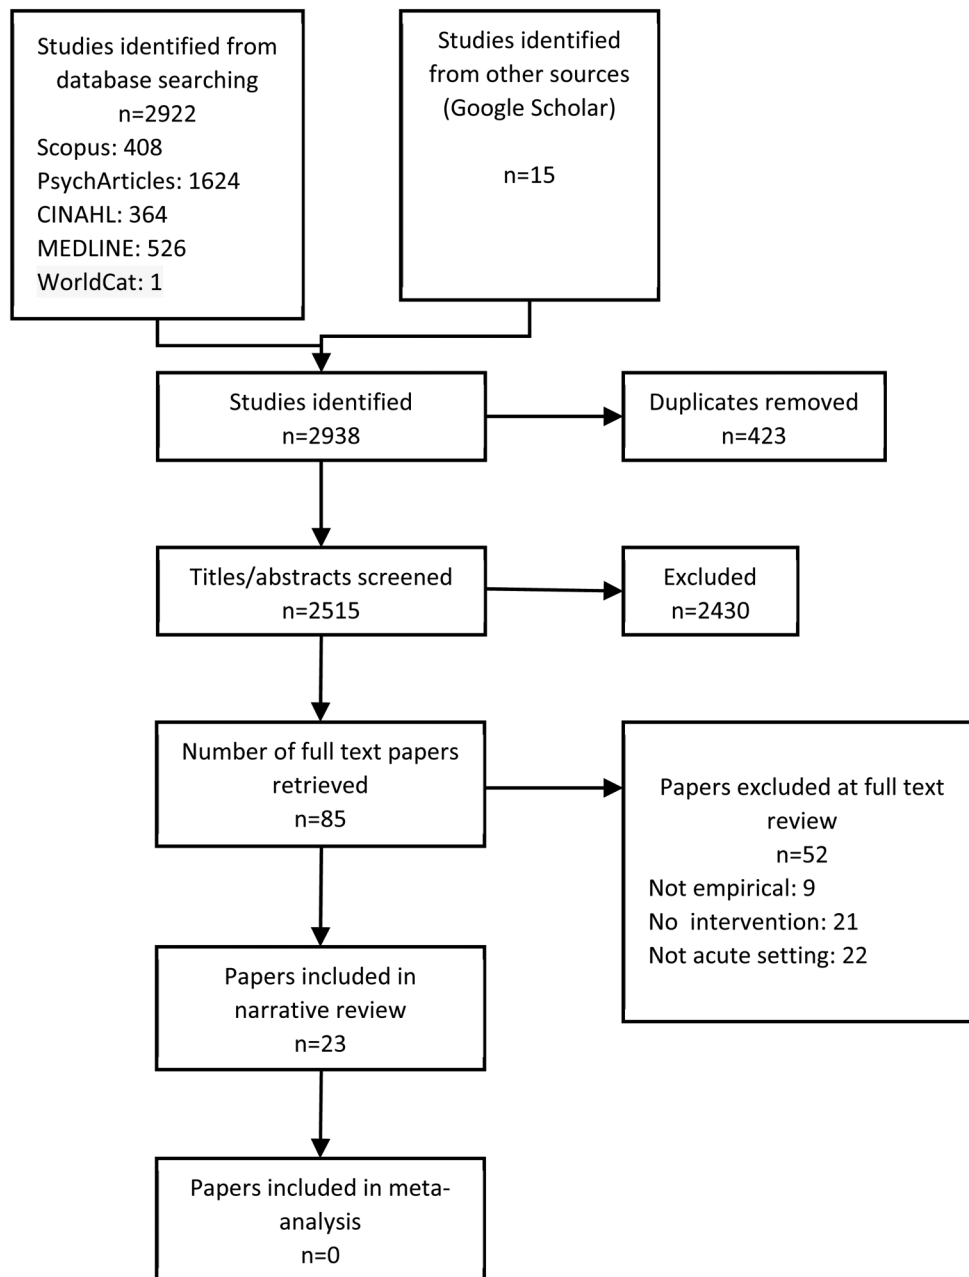 Studies identified from
database searching
n=2922
Scopus: 408
PsychArticles: 1624
CINAHL: 364
MEDLINE: 526
WorldCat: 1
Studies identified
from other sources
(Google Scholar)
n=15
Studies identified
n=2938
Duplicates removed
n=423
Titles/abstracts screened
n=2515
Excluded
n=2430
Number of full text papers
retrieved
n=85
Papers excluded at full text
review
n=52
Not empirical: 9
No  intervention: 21
Not acute setting: 22
Papers included in
narrative review
n=23
Papers included in meta-
analysis
n=0